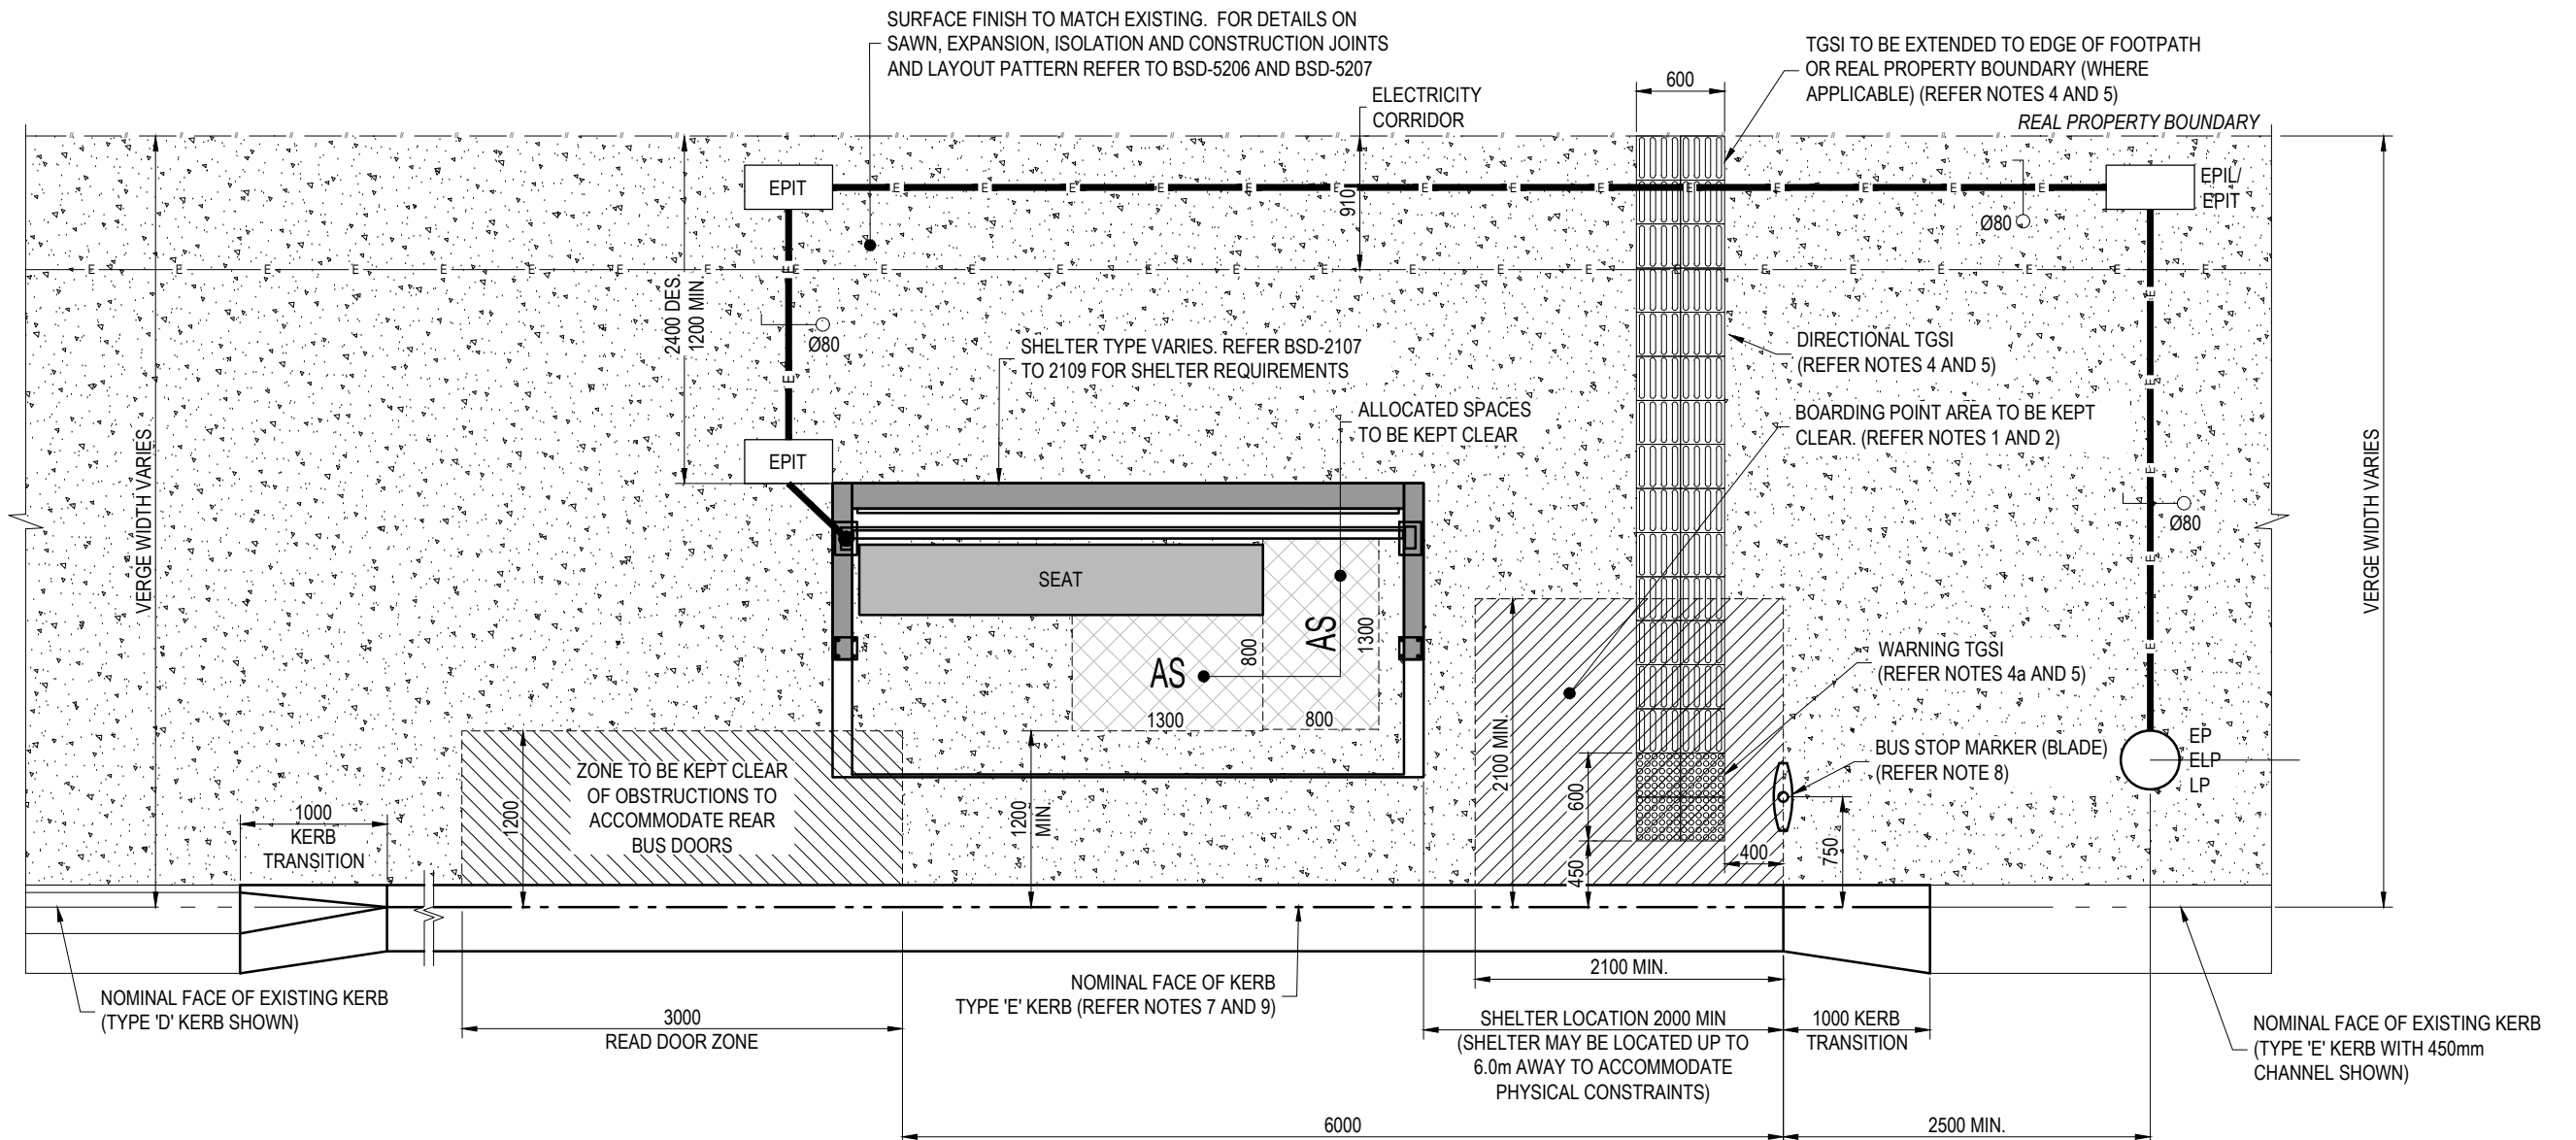 SURFACE FINISH TO MATCH EXISTING. FOR DETAILS ON
SAWN, EXPANSION, ISOLATION AND CONSTRUCTION JOINTS
AND LAYOUT PATTERN REFER TO BSD-5206 AND BSD-5207
TGSI TO BE EXTENDED TO EDGE OF FOOTPATH
OR REAL PROPERTY BOUNDARY (WHERE
APPLICABLE) (REFER NOTES 4 AND 5)
600
ELECTRICITY
CORRIDOR
REAL PROPERTY BOUNDARY
EPIT
E E E E E E E E E E E E E E
EPIL/
EPIT
910
Ø80
Ø80
E E E E E E E E E E E E E E E E E E E E E E E E E
E
E
2400 DES.
1200 MIN.
Ø80
E
E
SHELTER TYPE VARIES. REFER BSD-2107
TO 2109 FOR SHELTER REQUIREMENTS
DIRECTIONAL TGSI
(REFER NOTES 4 AND 5)
ALLOCATED SPACES
TO BE KEPT CLEAR
BOARDING POINT AREA TO BE KEPT
CLEAR. (REFER NOTES 1 AND 2)
EPIT
VERGE WIDTH VARIES
VERGE WIDTH VARIES
E
E
E
SEAT
AS
1300
800
AS
1300
800
WARNING TGSI
(REFER NOTES 4a AND 5)
2100 MIN.
BUS STOP MARKER (BLADE)
(REFER NOTE 8)
EP
ELP
LP
ZONE TO BE KEPT CLEAR
OF OBSTRUCTIONS TO
ACCOMMODATE REAR
BUS DOORS
1200
1200
MIN.
600
450
400
750
1000
KERB
TRANSITION
NOMINAL FACE OF EXISTING KERB
(TYPE 'D' KERB SHOWN)
3000
READ DOOR ZONE
NOMINAL FACE OF KERB
TYPE 'E' KERB (REFER NOTES 7 AND 9)
2100 MIN.
SHELTER LOCATION 2000 MIN
(SHELTER MAY BE LOCATED UP TO
6.0m AWAY TO ACCOMMODATE
PHYSICAL CONSTRAINTS)
1000 KERB
TRANSITION
NOMINAL FACE OF EXISTING KERB
(TYPE 'E' KERB WITH 450mm
CHANNEL SHOWN)
6000
2500 MIN.